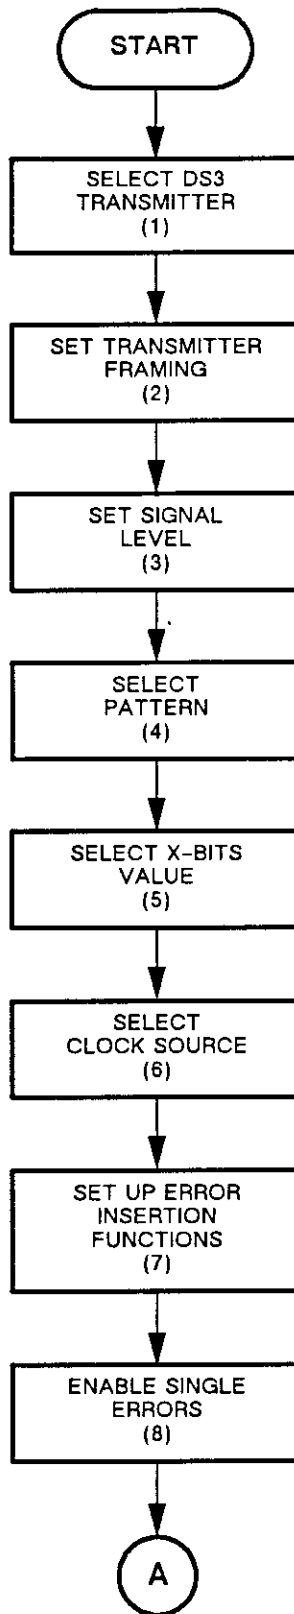 START
SELECT DS3
TRANSMITTER
(1)
SET TRANSMITTER
FRAMING
(2)
SET SIGNAL
LEVEL
(3)
SELECT
PATTERN
(4)
SELECT X-BITS
VALUE
(5)
SELECT
CLOCK SOURCE
(6)
SET UP ERROR
INSERTION
FUNCTIONS
(7)
ENABLE SINGLE
ERRORS
(8)
A